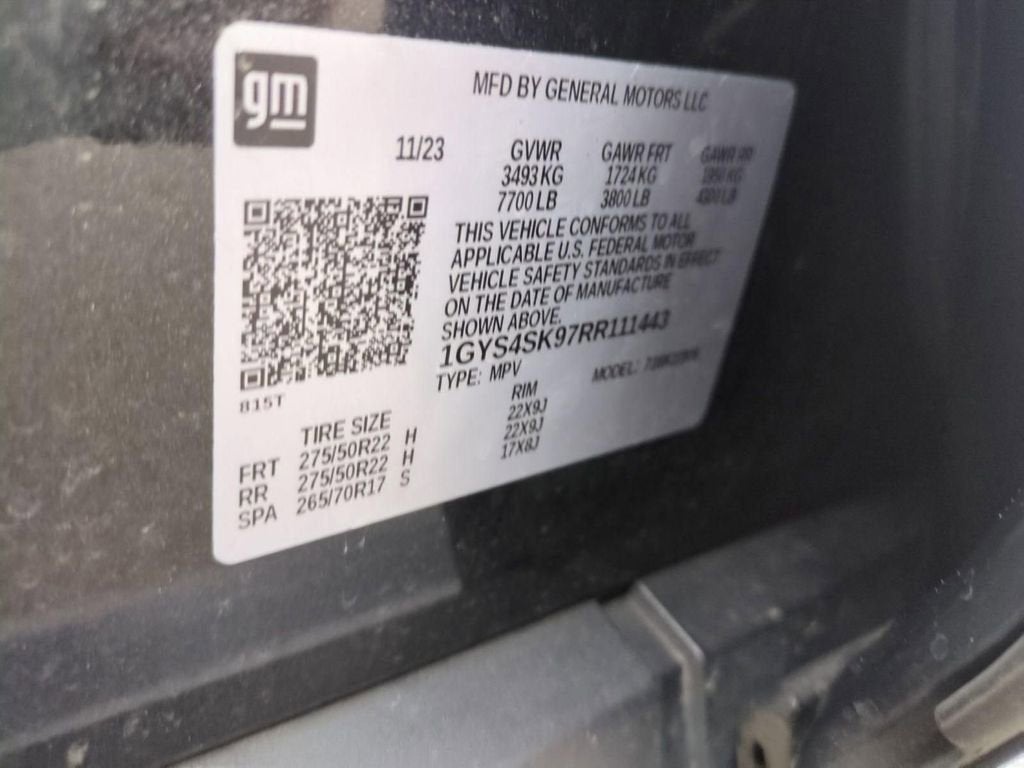 gm
MFD BY GENERAL MOTORS LLC
11/23 GVWR GAWR FRT GAWR RR
3493 KG 1724 KG
7700 LB 3800 LB
THIS VEHICLE CONFORMS TO ALL
APPLICABLE U.S. FEDERAL MOTOR
VEHICLE SAFETY STANDARDS IN EFFECT
ON THE DATE OF MANUFACTURE
SHOWN ABOVE.
1GYS4SK97RR111443
TYPE: MPV MODEL:
815T
TIRE SIZE RIM
FRT 275/50R22 H 22X9J
RR 275/50R22 H 22X9J
SPA 265/70R17 S 17X8J